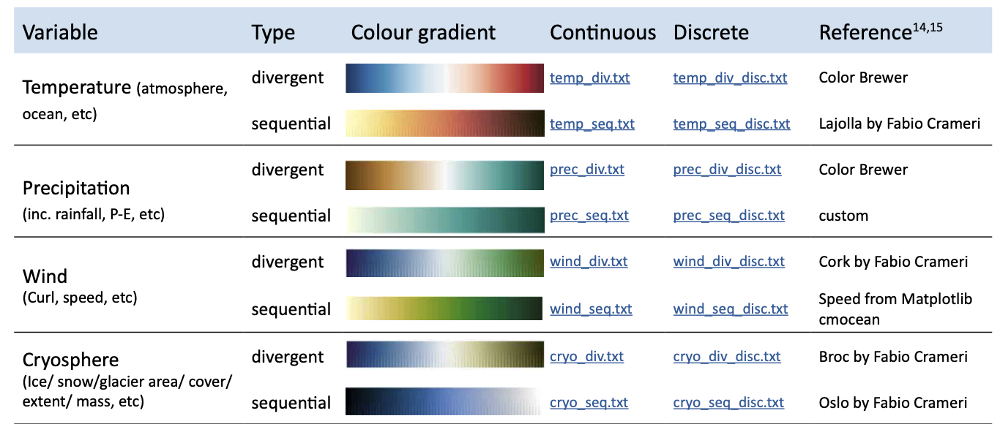 Variable Type Colour gradient Continuous Discrete Reference14,15
Temperature (atmosphere, ocean, etc)
divergent temp_div.txt temp_div_disc.txt Color Brewer
sequential temp_seq.txt temp_seq_disc.txt Lajolla by Fabio Crameri
Precipitation
(inc. rainfall, P-E, etc)
divergent prec_div.txt prec_div_disc.txt Color Brewer
sequential prec_seq.txt prec_seq_disc.txt custom
Wind
(Curl, speed, etc)
divergent wind_div.txt wind_div_disc.txt Cork by Fabio Crameri
sequential wind_seq.txt wind_seq_disc.txt Speed from Matplotlib cmocean
Cryosphere
(Ice/ snow/glacier area/ cover/
extent/ mass, etc)
divergent cryo_div.txt cryo_div_disc.txt Broc by Fabio Crameri
sequential cryo_seq.txt cryo_seq_disc.txt Oslo by Fabio Crameri